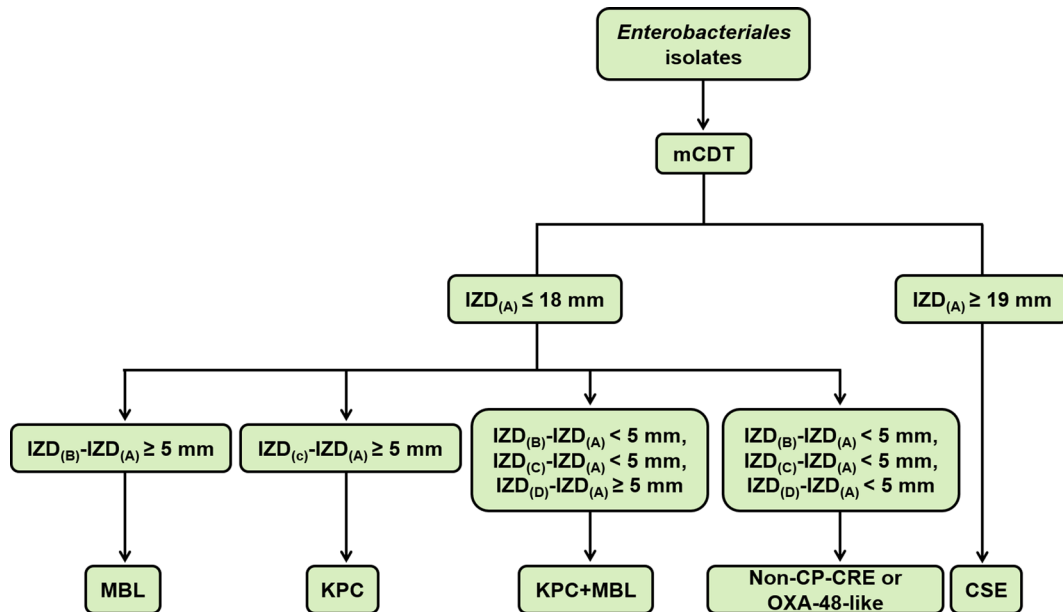 Enterobacteriales
isolates
mCDT
IZD(A) ≤ 18 mm
IZD(A) ≥ 19 mm
IZD(B)-IZD(A) ≥ 5 mm
IZD(c)-IZD(A) ≥ 5 mm
IZD(B)-IZD(A) < 5 mm,
IZD(C)-IZD(A) < 5 mm,
IZD(D)-IZD(A) ≥ 5 mm
IZD(B)-IZD(A) < 5 mm,
IZD(C)-IZD(A) < 5 mm,
IZD(D)-IZD(A) < 5 mm
MBL
KPC
KPC+MBL
Non-CP-CRE or
OXA-48-like
CSE